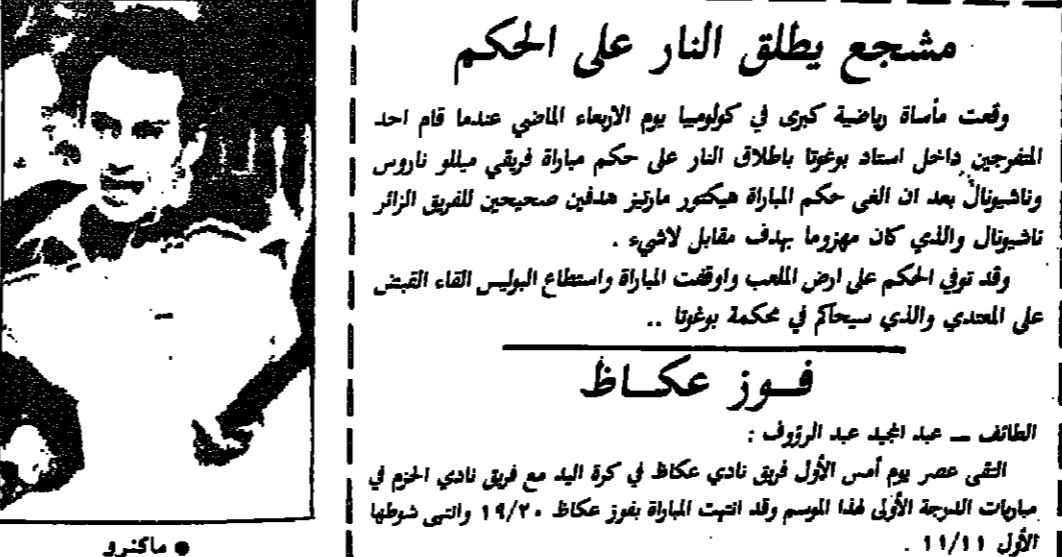 مشجع يطلق النار على الحكم
وقعت مأساة رياضية كبرى في كولومبيا يوم الاربعاء الماضي عندما قام احد
المتفرجين داخل استاد بوغوتا باطلاق النار على حكم مباراة فريقي ميللو ناروس
وناشيونال بعد ان الغى حكم المباراة هيكتور مارتيز هدفين صحيحين للفريق الزائر
ناشيونال والذي كان مهزوما بهدف مقابل لاشيء .
وقد توفي الحكم على ارض الملعب واوقفت المباراة واستطاع البوليس القاء القبض
على المعتدي والذي سيحاكم في محكمة بوغوتا ..
فــوز عكــاظ
الطائف ــ عبد المجيد عبد الرؤوف :
التقى عصر يوم أمس الأول فريق نادي عكاظ في كرة اليد مع فريق نادي الحزم في
مباريات الدرجة الأولى لهذا الموسم وقد انتهت المباراة بفوز عكاظ ١٩/٢٠ وانتهى شوطها
الأول ١١/١١ .
● ماكنرو